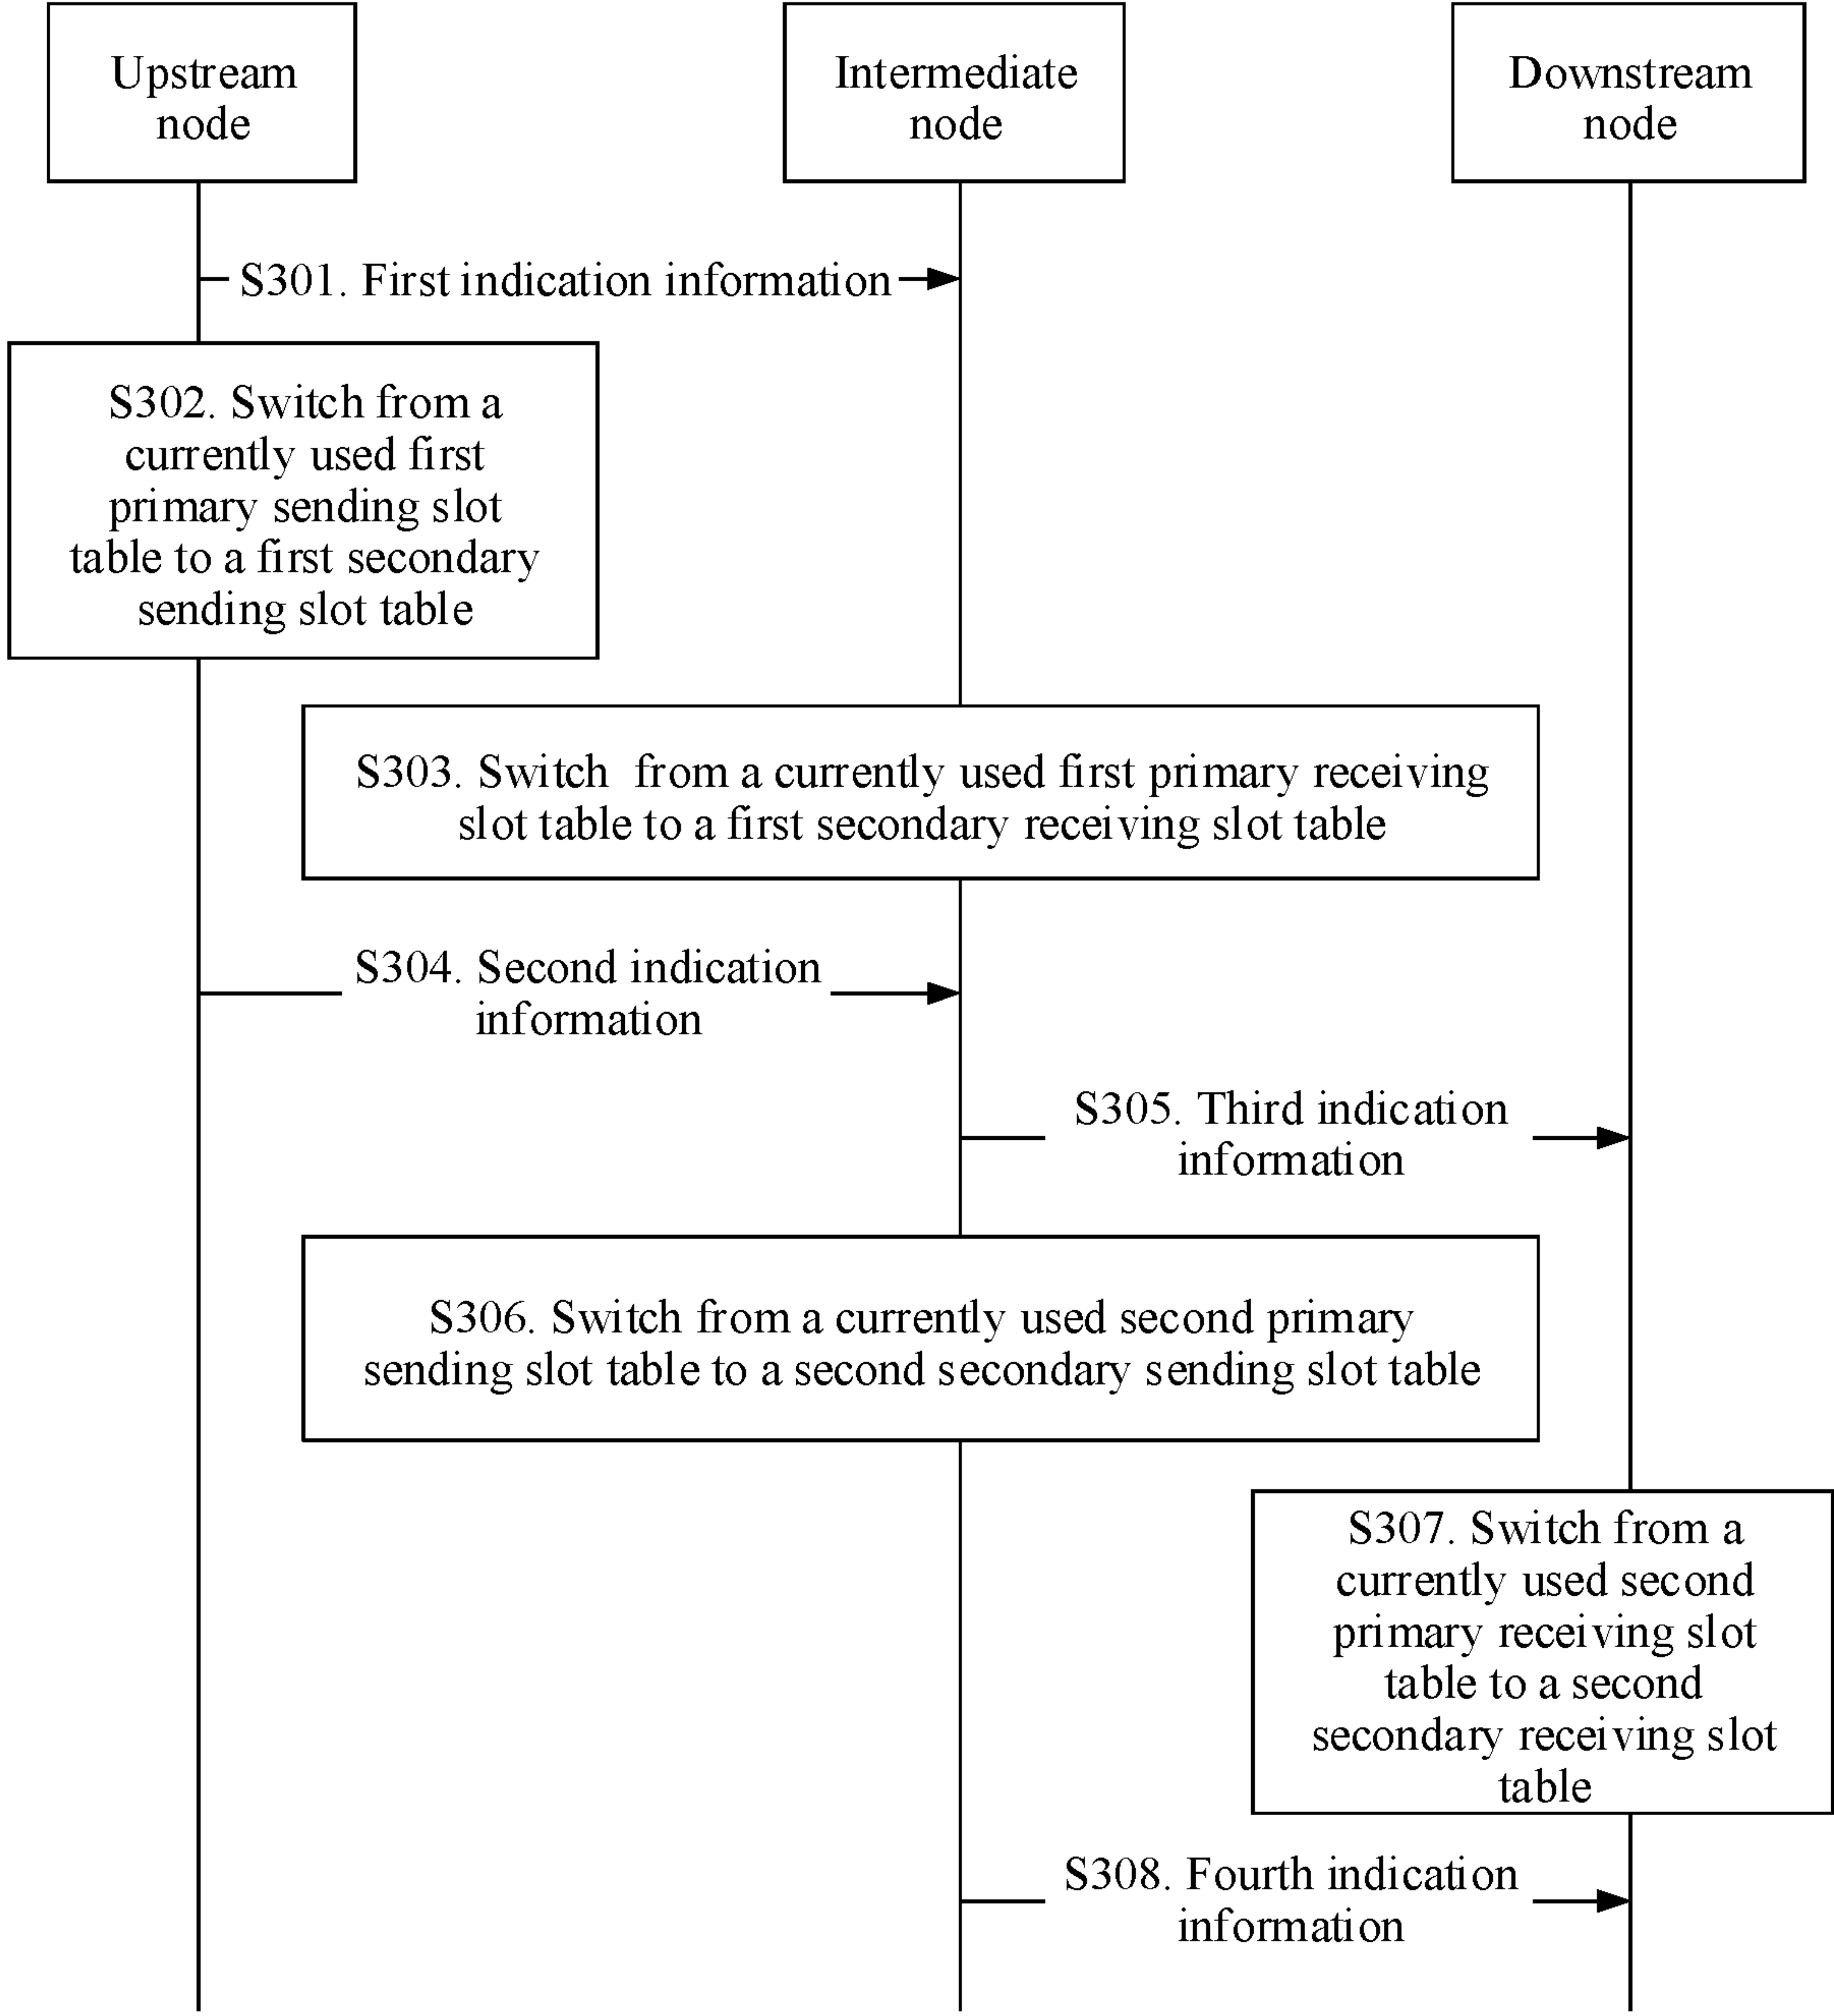 Upstream
node
Intermediate
node
Downstream
node
S301. First indication information
S302. Switch from a
currently used first
primary sending slot
table to a first secondary
sending slot table
S303. Switch from a currently used first primary receiving
slot table to a first secondary receiving slot table
S304. Second indication
information
S305. Third indication
information
S306. Switch from a currently used second primary
sending slot table to a second secondary sending slot table
S307. Switch from a
currently used second
primary receiving slot
table to a second
secondary receiving slot
table
S308. Fourth indication
information